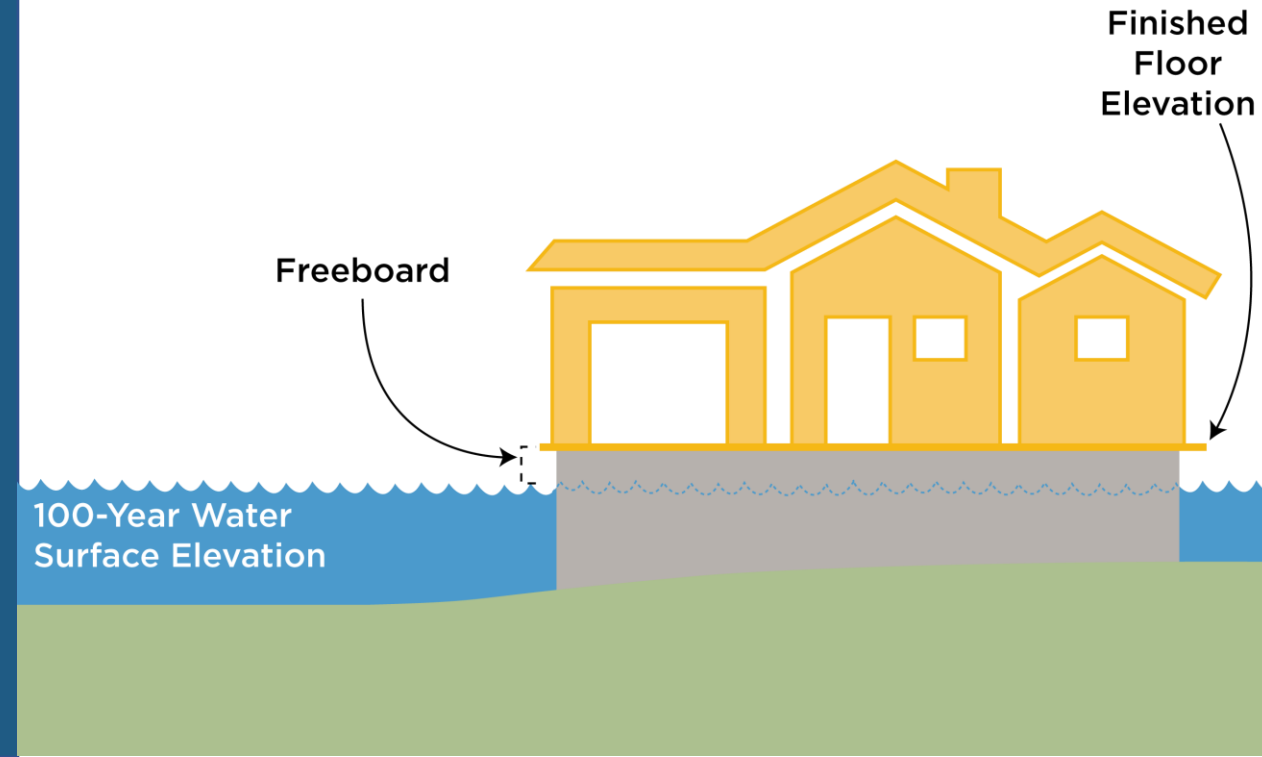 Finished
Floor
Elevation
Freeboard
100-Year Water
Surface Elevation